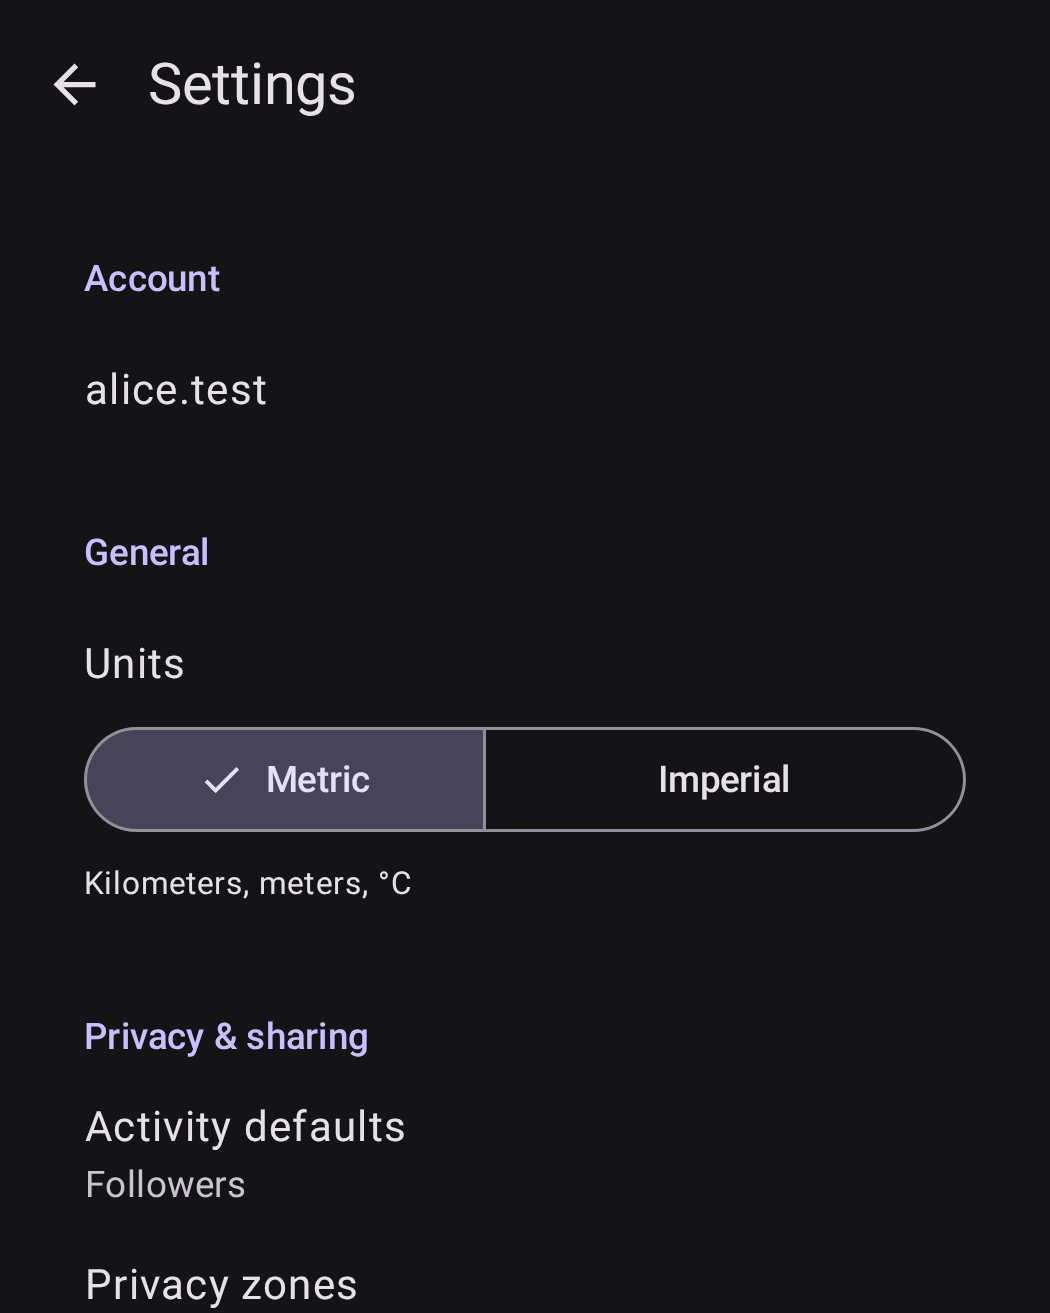 Settings
Account
alice.test
General
Units
Metric Imperial
Kilometers, meters, °C
Privacy & sharing
Activity defaults
Followers
Privacy zones